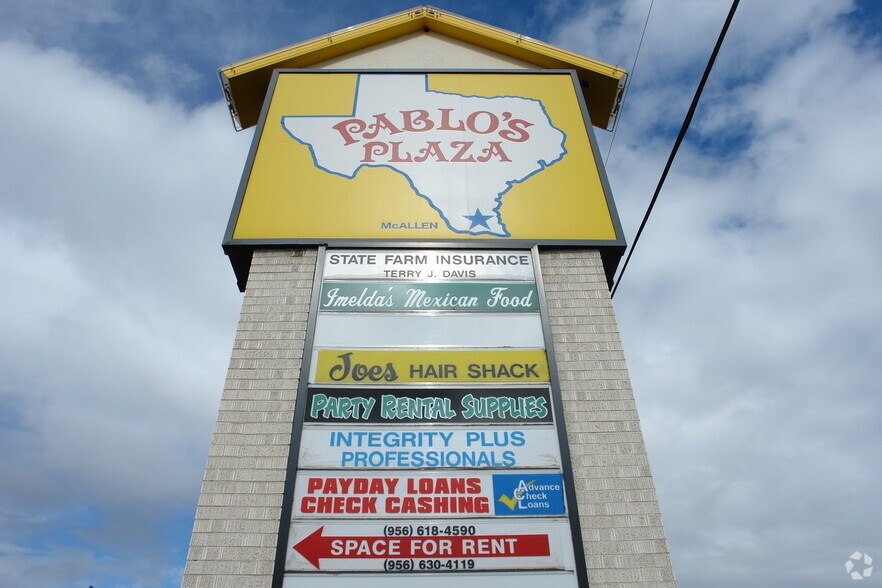 PABLO'S
PLAZA
McALLEN
STATE FARM INSURANCE
TERRY J. DAVIS
Imelda's Mexican Food
Joes HAIR SHACK
PARTY RENTAL SUPPLIES
INTEGRITY PLUS
PROFESSIONALS
PAYDAY LOANS
CHECK CASHING
Advance
Check
Loans
ACL
(956) 618-4590
SPACE FOR RENT
(956) 630-4119